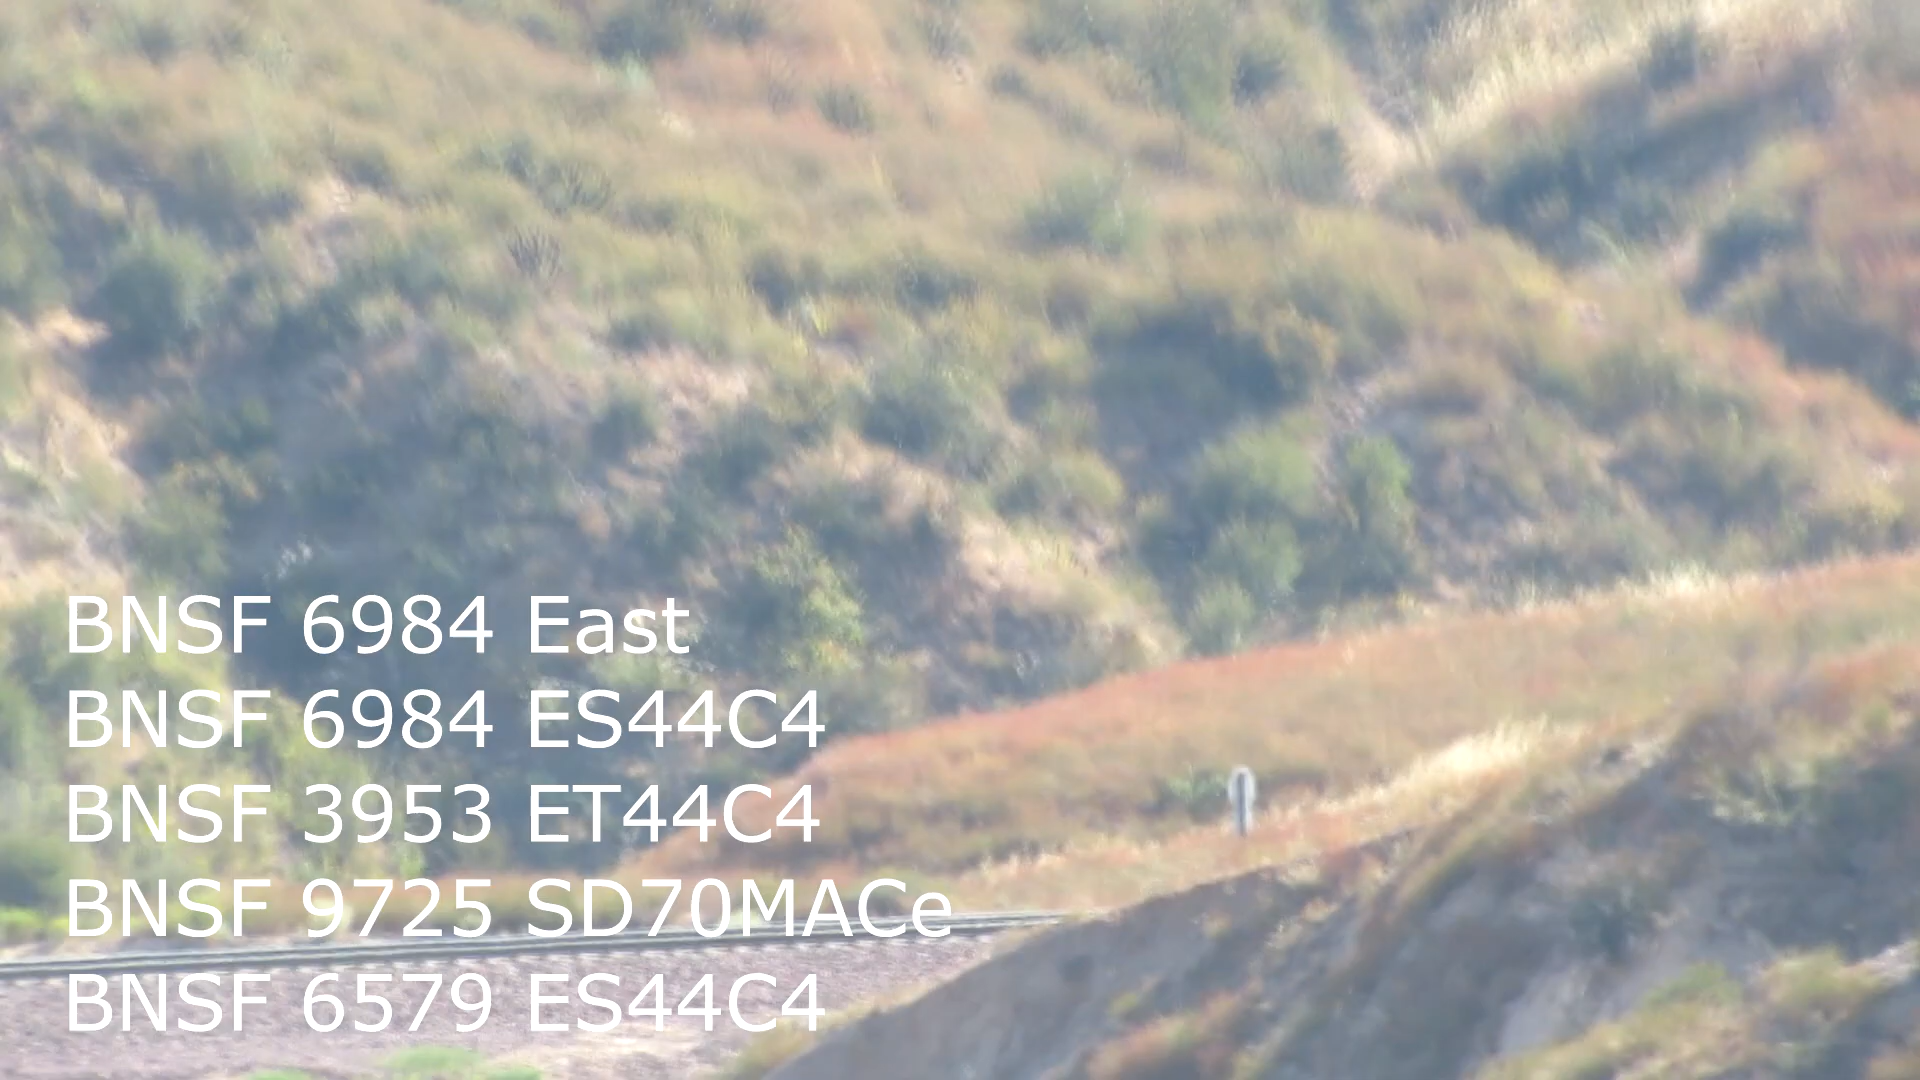 BNSF 6984 East
BNSF 6984 ES44C4
BNSF 3953 ET44C4
BNSF 9725 SD70MACe
BNSF 6579 ES44C4